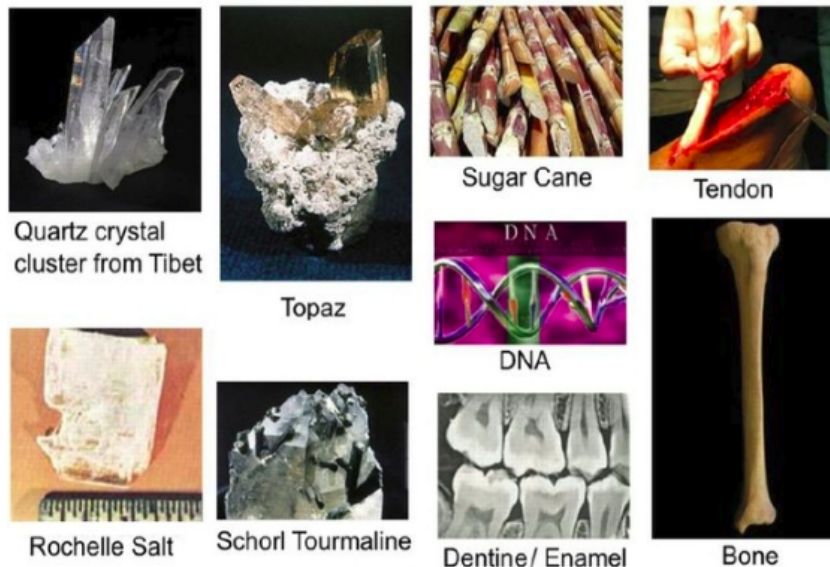 Quartz crystal
cluster from Tibet
Topaz
Sugar Cane
Tendon
DNA
DNA
Rochelle Salt
Schorl Tourmaline
Dentine / Enamel
Bone